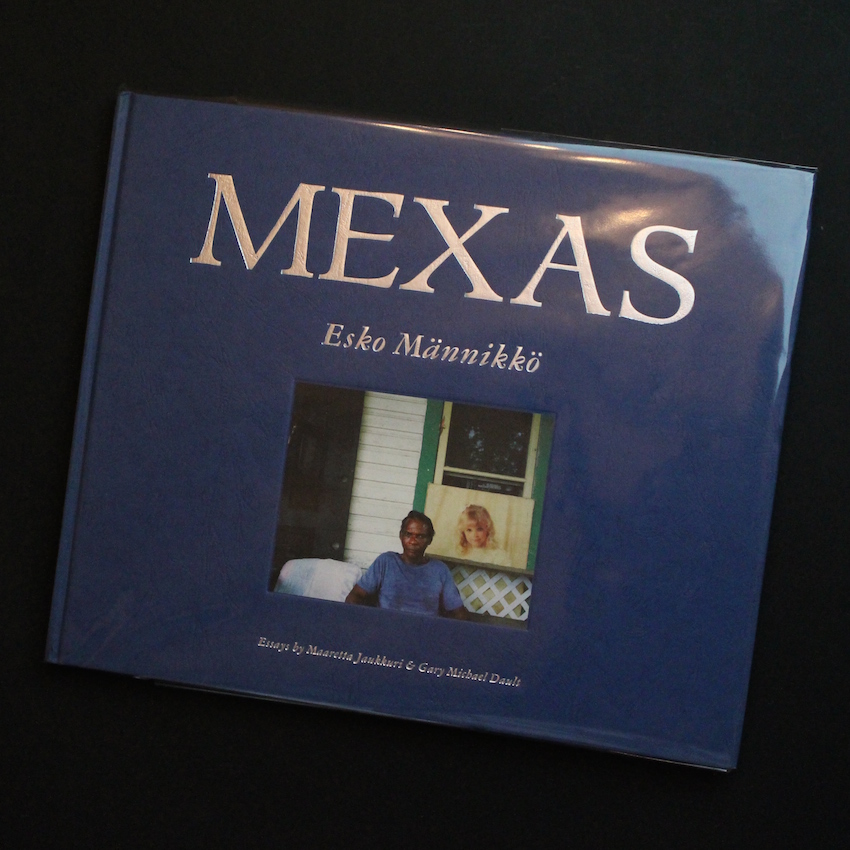 MEXAS
Esko Männikkö
Essays by Maaretta Jaukkuri & Gary Michael Dault